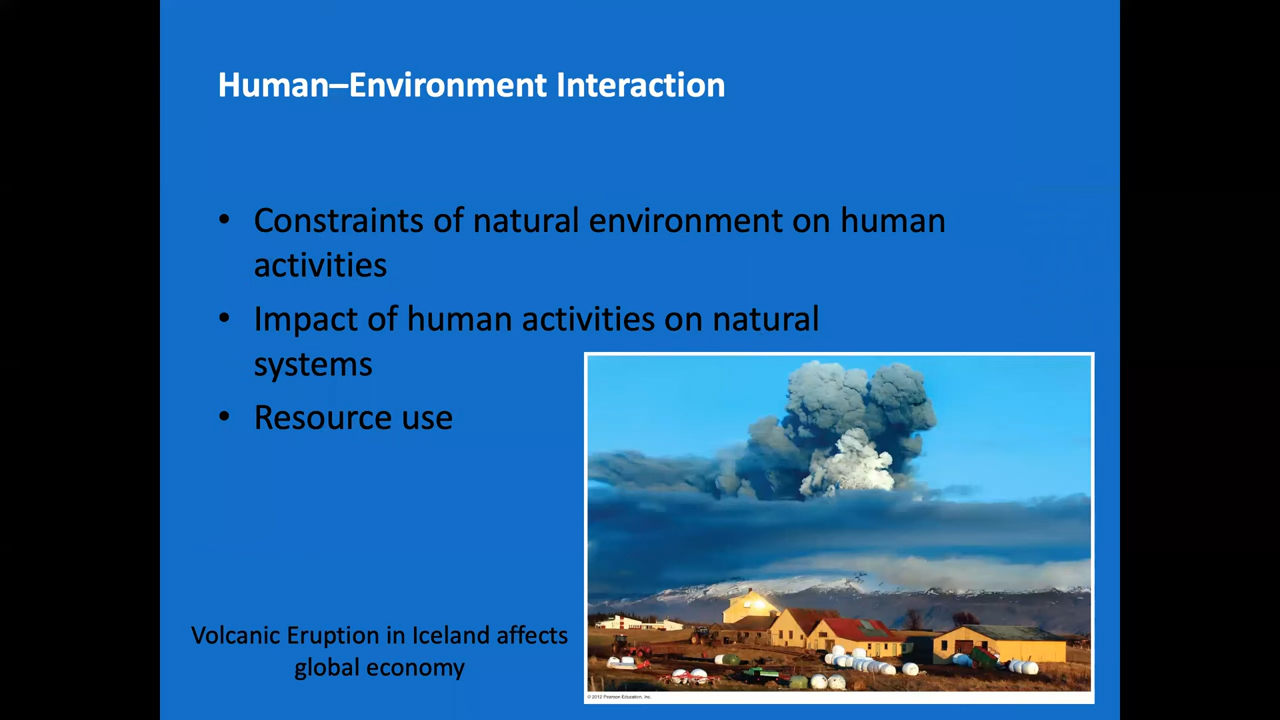 Human–Environment Interaction
• Constraints of natural environment on human
activities
• Impact of human activities on natural
systems
• Resource use
Volcanic Eruption in Iceland affects
global economy
© 2012 Pearson Education, Inc.